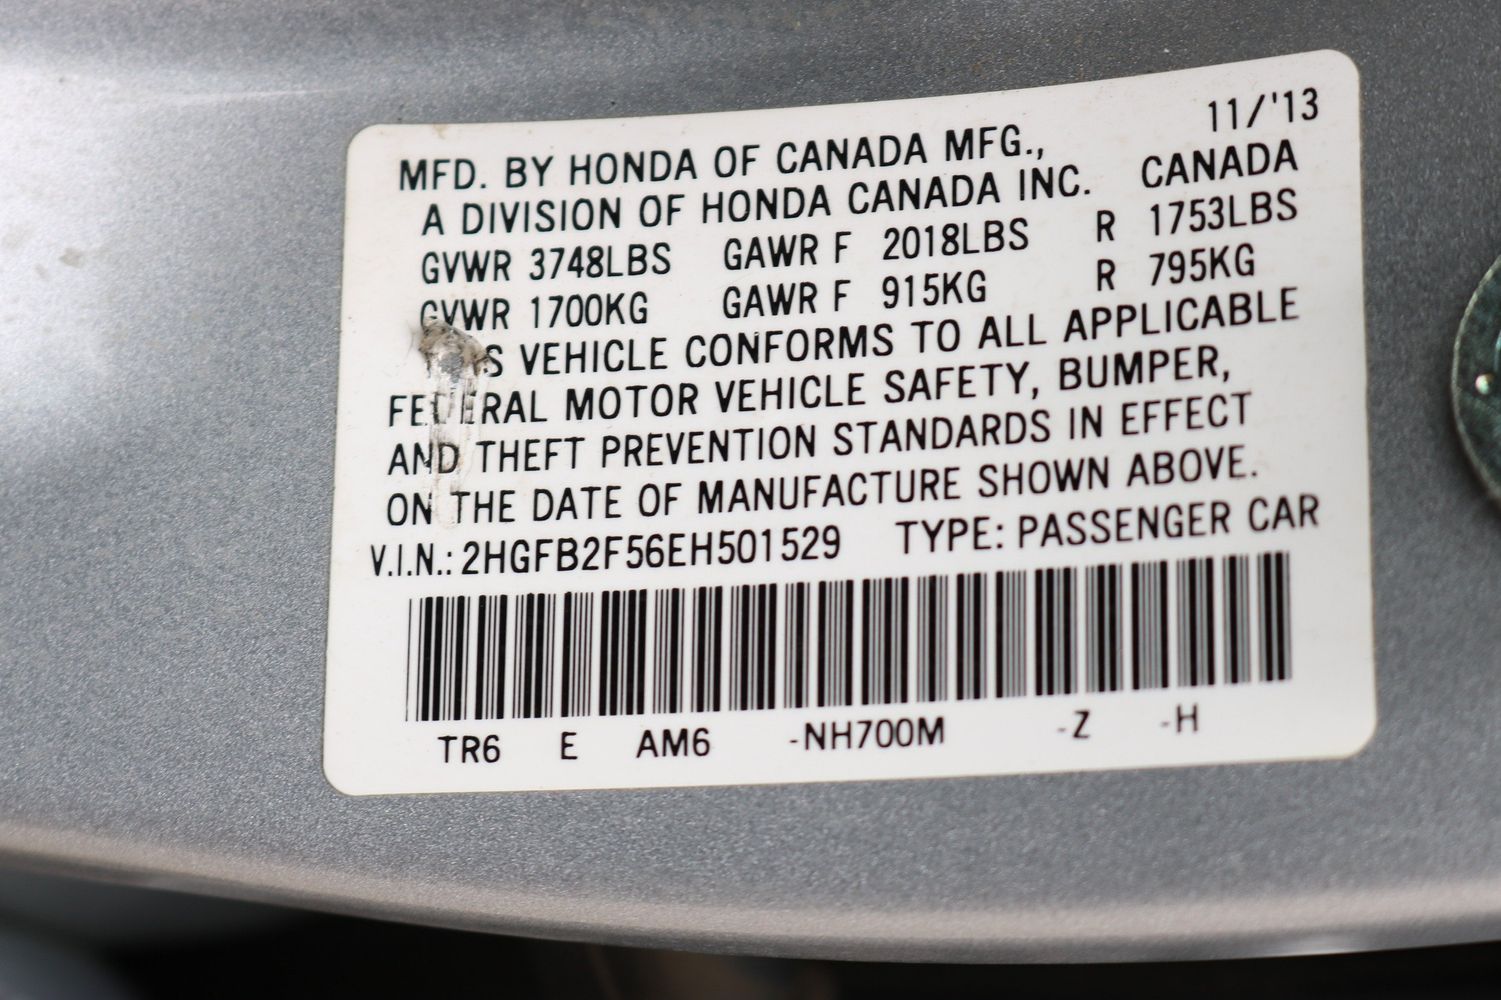 11/'13
MFD. BY HONDA OF CANADA MFG.,
A DIVISION OF HONDA CANADA INC. CANADA
GVWR 3748LBS GAWR F 2018LBS R 1753LBS
GVWR 1700KG GAWR F 915KG R 795KG
VEHICLE CONFORMS TO ALL APPLICABLE
FEDERAL MOTOR VEHICLE SAFETY, BUMPER,
AND THEFT PREVENTION STANDARDS IN EFFECT
ON THE DATE OF MANUFACTURE SHOWN ABOVE.
V.I.N.: 2HGFB2F56EH501529 TYPE: PASSENGER CAR
TR6 E AM6 -NH700M -Z -H